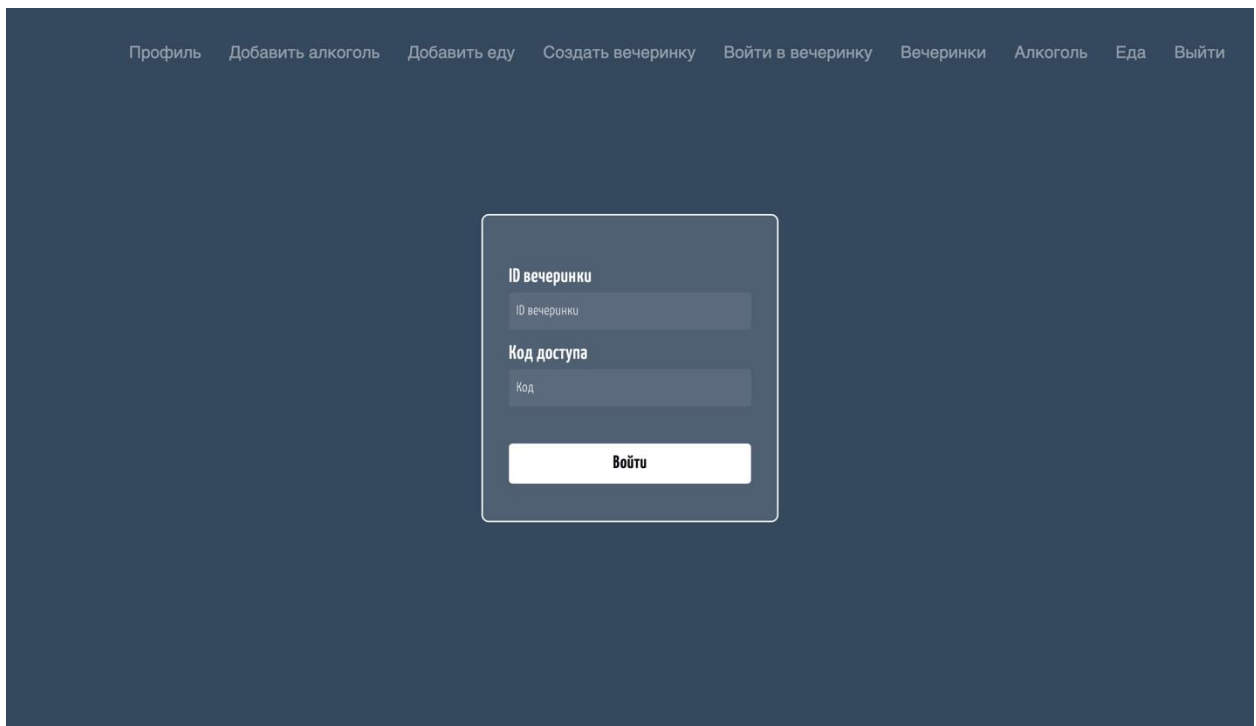 Профиль Добавить алкоголь Добавить еду Создать вечеринку Войти в вечеринку Вечеринки Алкоголь Еда Выйти
ID вечеринки
ID вечеринки
Код доступа
Код
Войти